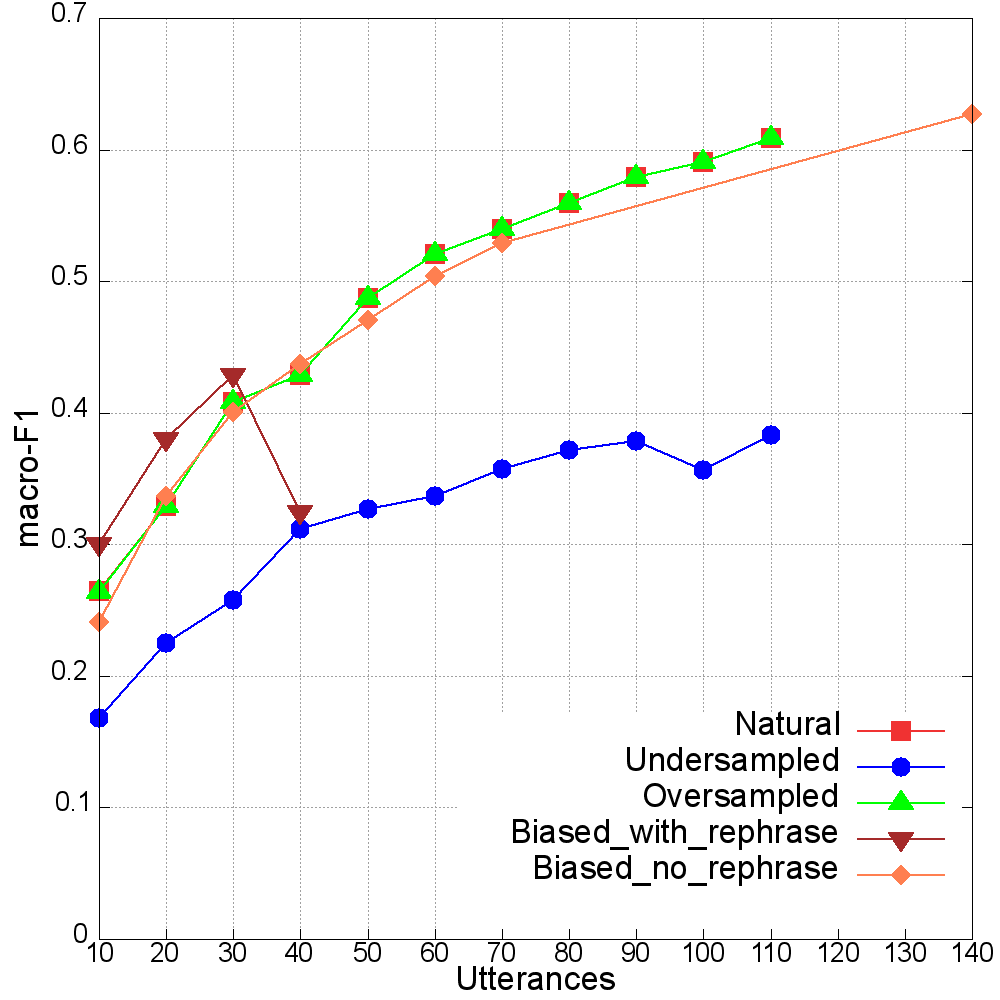 0.7
0.6
0.5
0.4
0.3
0.2
0.1
0
macro-F1
Natural
Undersampled
Oversampled
Biased_with_rephrase
Biased_no_rephrase
10 20 30 40 50 60 70 80 90 100 110 120 130 140
Utterances